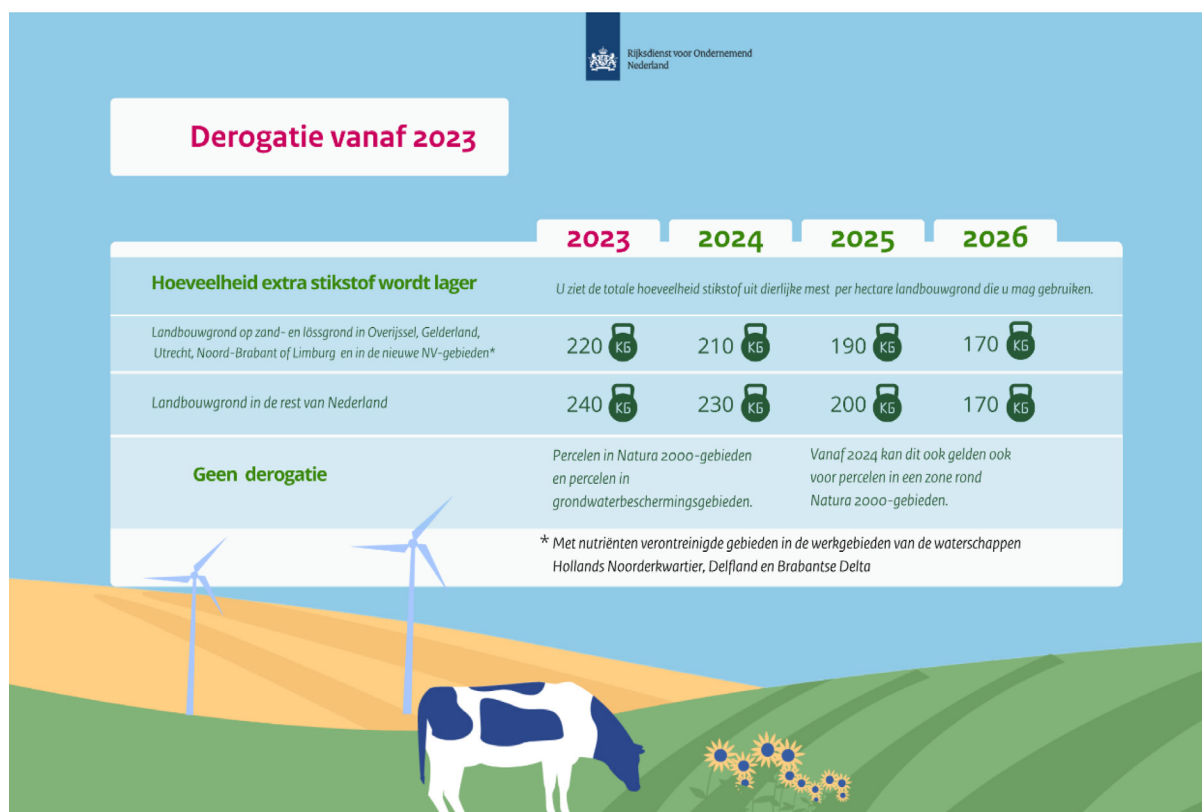 Rijksdienst voor Ondernemend
Nederland
Derogatie vanaf 2023
2023 2024 2025 2026
Hoeveelheid extra stikstof wordt lager
U ziet de totale hoeveelheid stikstof uit dierlijke mest per hectare landbouwgrond die u mag gebruiken.
Landbouwgrond op zand- en lössgrond in Overijssel, Gelderland,
Utrecht, Noord-Brabant of Limburg en in de nieuwe NV-gebieden*
220 KG 210 KG 190 KG 170 KG
Landbouwgrond in de rest van Nederland
240 KG 230 KG 200 KG 170 KG
Geen derogatie
Percelen in Natura 2000-gebieden
en percelen in
grondwaterbeschermingsgebieden.
Vanaf 2024 kan dit ook gelden ook
voor percelen in een zone rond
Natura 2000-gebieden.
* Met nutriënten verontreinigde gebieden in de werkgebieden van de waterschappen
Hollands Noorderkwartier, Delfland en Brabantse Delta